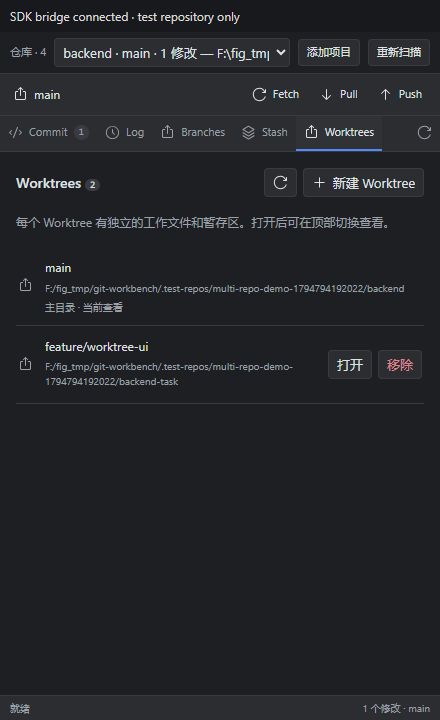 SDK bridge connected · test repository only
仓库 · 4 backend · main · 1 修改 — F:\fig_tmp 添加项目 重新扫描
main Fetch Pull Push
Commit 1 Log Branches Stash Worktrees
Worktrees 2 新建 Worktree
每个 Worktree 有独立的工作文件和暂存区。打开后可在顶部切换查看。
main
F:/fig_tmp/git-workbench/.test-repos/multi-repo-demo-1794794192022/backend
主目录 · 当前查看
feature/worktree-ui
F:/fig_tmp/git-workbench/.test-repos/multi-repo-demo-
1794794192022/backend-task
打开 移除
就绪 1 个修改 · main